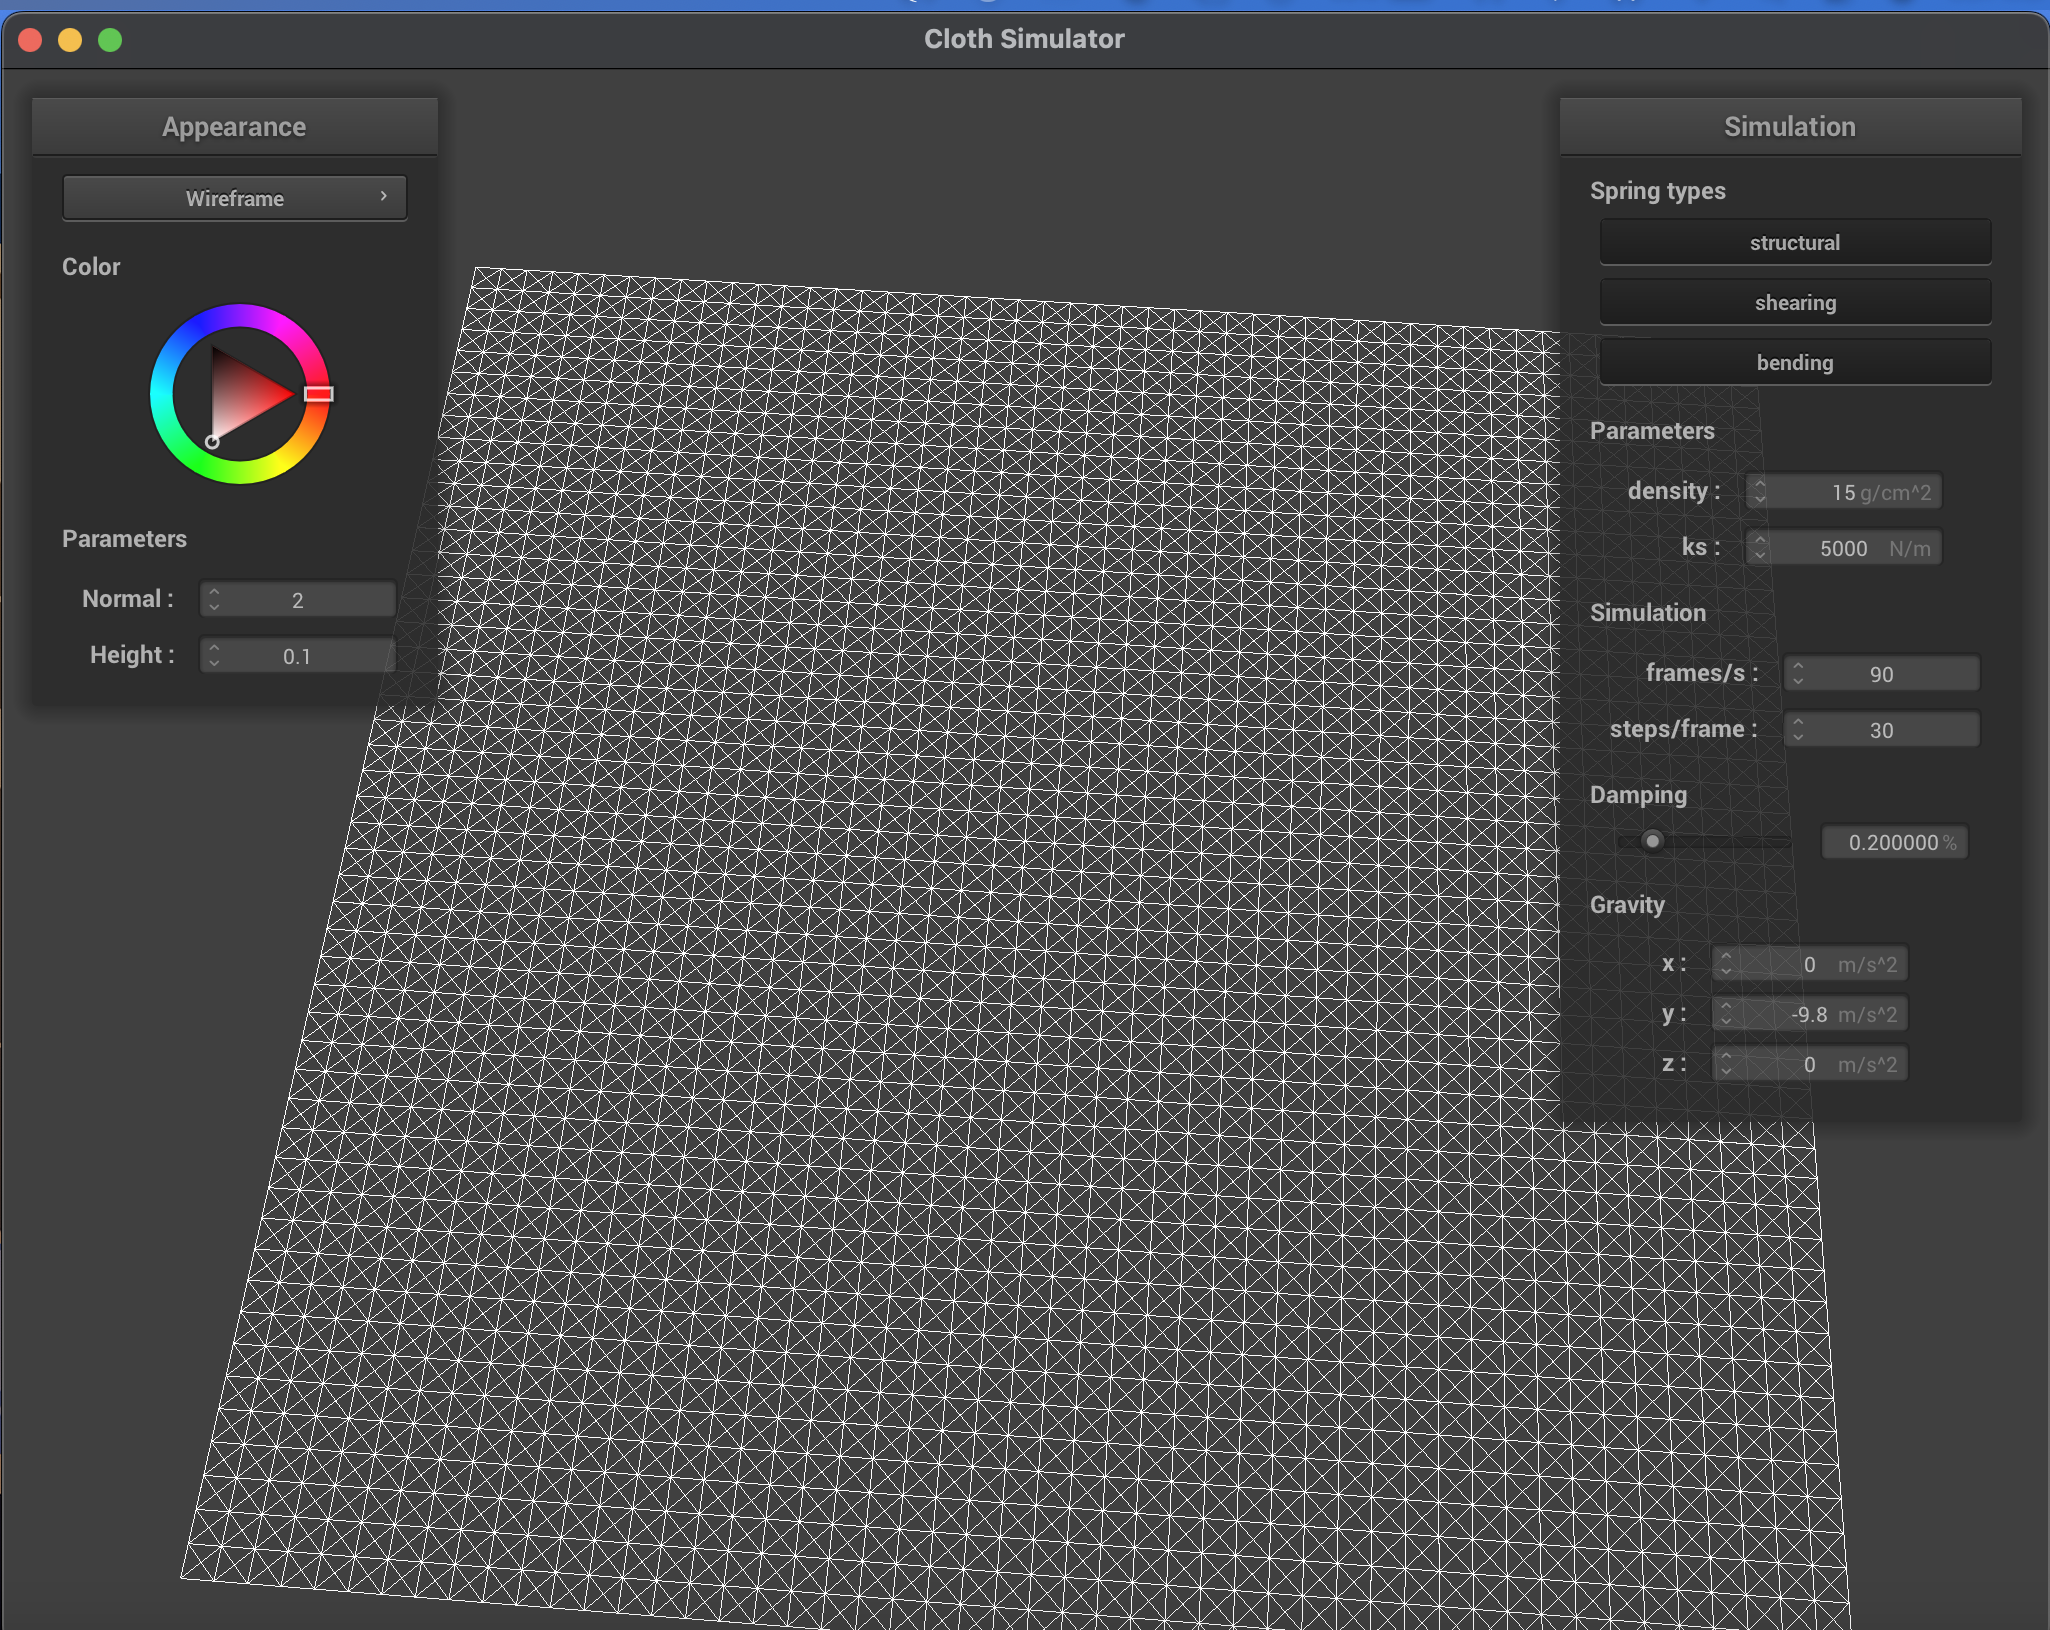 Cloth Simulator
Appearance
Wireframe
Color
Parameters
Normal : 2
Height : 0.1
Simulation
Spring types
structural
shearing
bending
Parameters
density : 15 g/cm^2
ks : 5000 N/m
Simulation
frames/s : 90
steps/frame : 30
Damping
0.200000 %
Gravity
x : 0 m/s^2
y : -9.8 m/s^2
z : 0 m/s^2